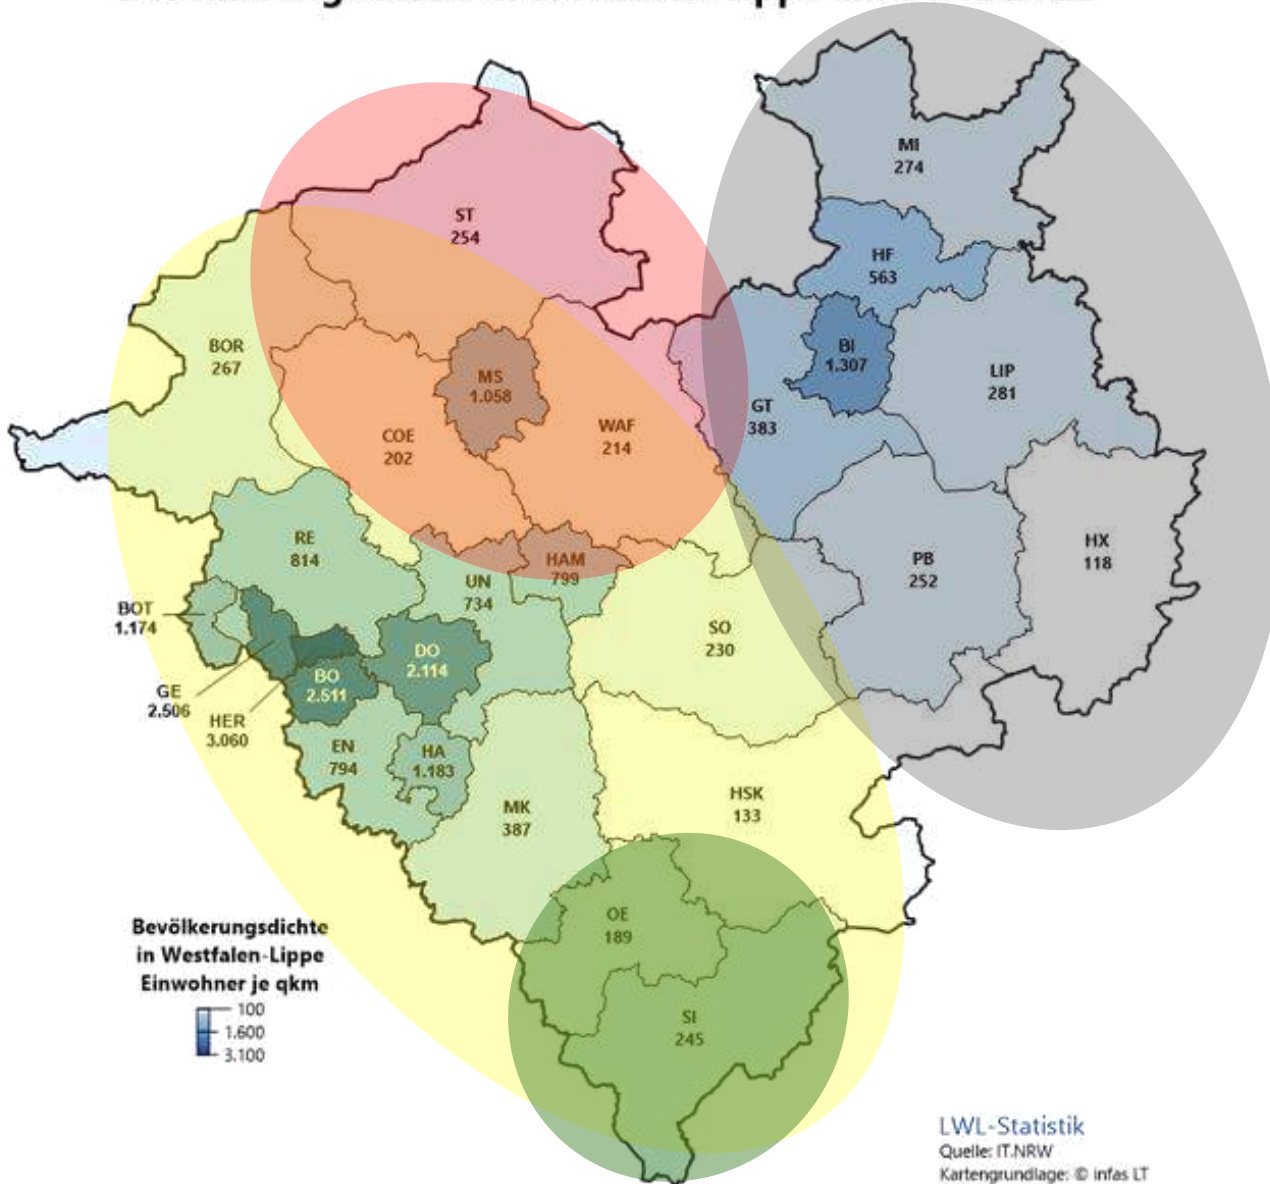 MI
274
ST
254
HF
563
BOR
267
BI
1.307
MS
1.058
LIP
281
GT
383
COE
202
WAF
214
RE
814
HAM
799
PB
252
HX
118
UN
734
BOT
1.174
SO
230
DO
2.114
BO
2.511
GE
2.506
HER
3.060
EN
794
HA
1.183
MK
387
HSK
133
OE
189
SI
245
Bevölkerungsdichte
in Westfalen-Lippe
Einwohner je qkm
100
1.600
3.100
LWL-Statistik
Quelle: IT.NRW
Kartengrundlage: © infas LT